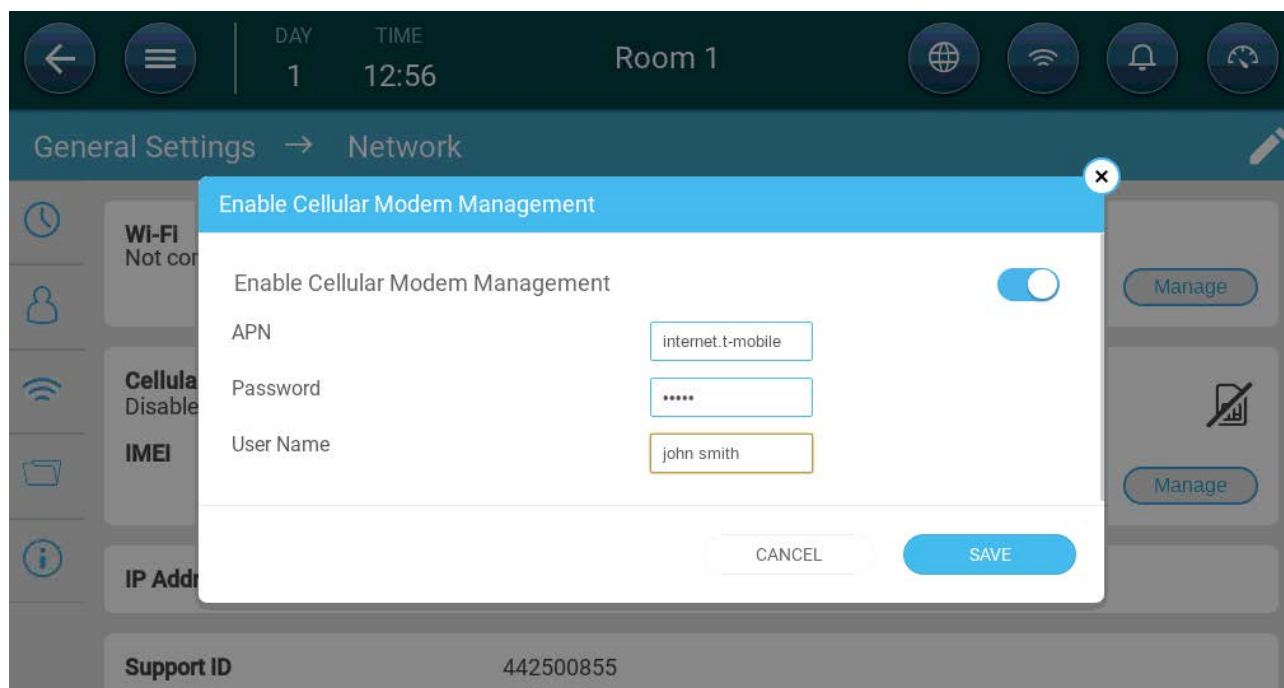 DAY TIME
1 12:56
Room 1
General Settings → Network
Enable Cellular Modem Management
Wi-Fi
Not cor
Enable Cellular Modem Management
Manage
APN
internet.t-mobile
Cellula
Disable
Password
•••••
IMEI
User Name
john smith
Manage
CANCEL
SAVE
IP Addr
Support ID 442500855